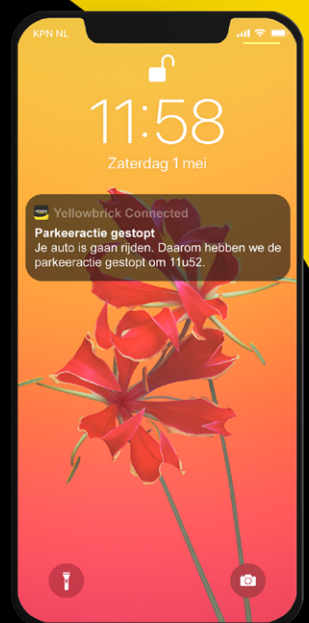 KPN NL
11:58
Zaterdag 1 mei
Yellowbrick Connected
Parkeeractie gestopt
Je auto is gaan rijden. Daarom hebben we de
parkeeractie gestopt om 11u52.